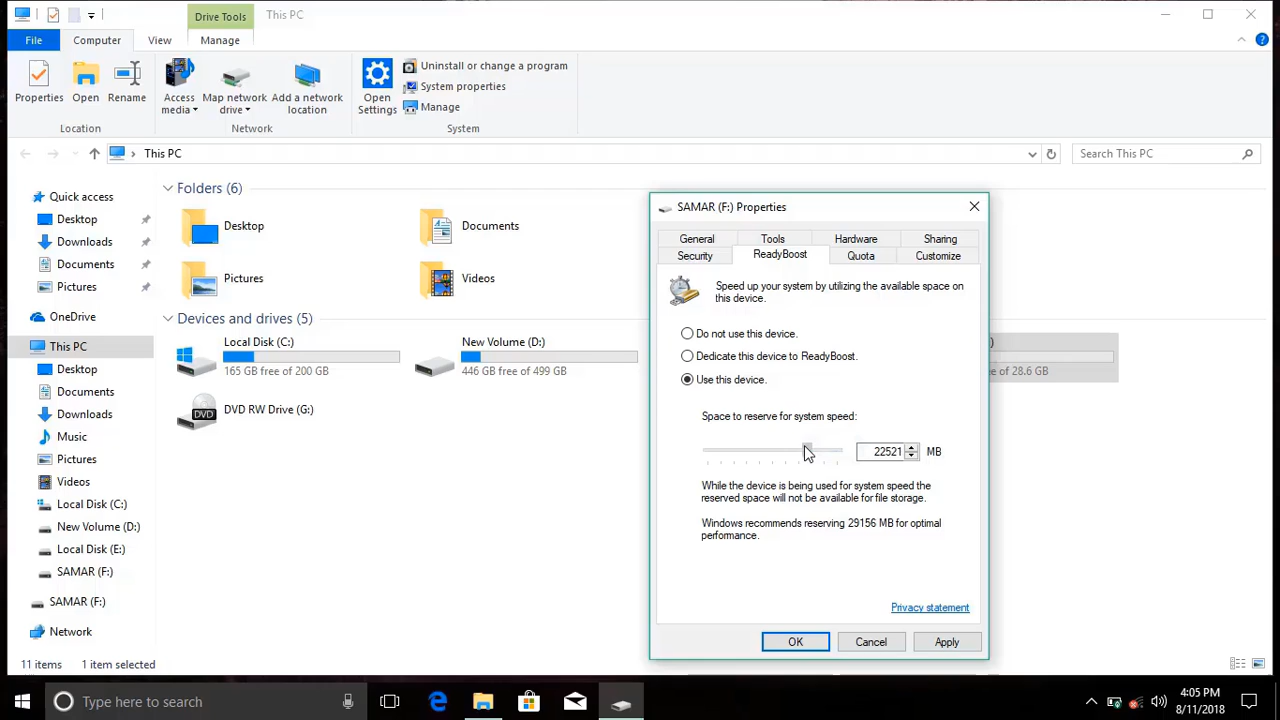 Drive Tools
This PC
File
Computer
View
Manage
Properties
Open
Rename
Access media
Map network drive
Add a network location
Open Settings
Uninstall or change a program
System properties
Manage
Location
Network
System
This PC
Search This PC
Quick access
Desktop
Downloads
Documents
Pictures
OneDrive
This PC
Desktop
Documents
Downloads
Music
Pictures
Videos
Local Disk (C:)
New Volume (D:)
Local Disk (E:)
SAMAR (F:)
SAMAR (F:)
Network
Folders (6)
Desktop
Documents
Pictures
Videos
Devices and drives (5)
Local Disk (C:)
165 GB free of 200 GB
New Volume (D:)
446 GB free of 499 GB
DVD RW Drive (G:)
DVD
)
ee of 28.6 GB
SAMAR (F:) Properties
General
Tools
Hardware
Sharing
Security
ReadyBoost
Quota
Customize
Speed up your system by utilizing the available space on
this device.
Do not use this device.
Dedicate this device to ReadyBoost.
Use this device.
Space to reserve for system speed:
22521
MB
While the device is being used for system speed the
reserved space will not be available for file storage.
Windows recommends reserving 29156 MB for optimal
performance.
Privacy statement
OK
Cancel
Apply
11 items
1 item selected
Type here to search
4:05 PM
8/11/2018